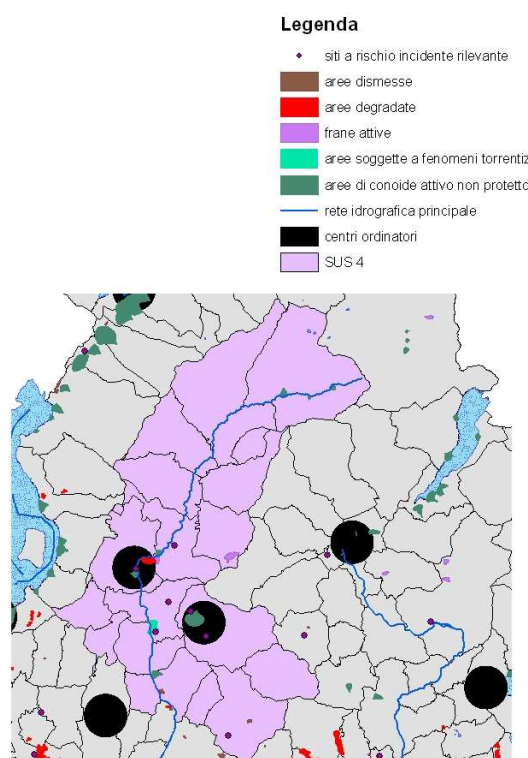 Legenda
siti a rischio incidente rilevante
aree dismesse
aree degradate
frane attive
aree soggette a fenomeni torrentiz
aree di conoide attivo non protetto
rete idrografica principale
centri ordinatori
SUS 4